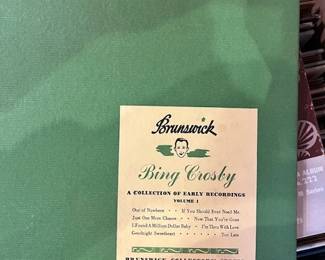 Brunswick
Bing Crosby
A COLLECTION OF EARLY RECORDINGS
VOLUME 1
Out of Nowhere · · If You Should Ever Need Me
Just One More Chance · Now That You're Gone
I Found A Million Dollar Baby · I'm Thru With Love
Goodnight Sweetheart · · · Too Late
BRUNSWICK COLLECTORS' SERIES
ALBUM